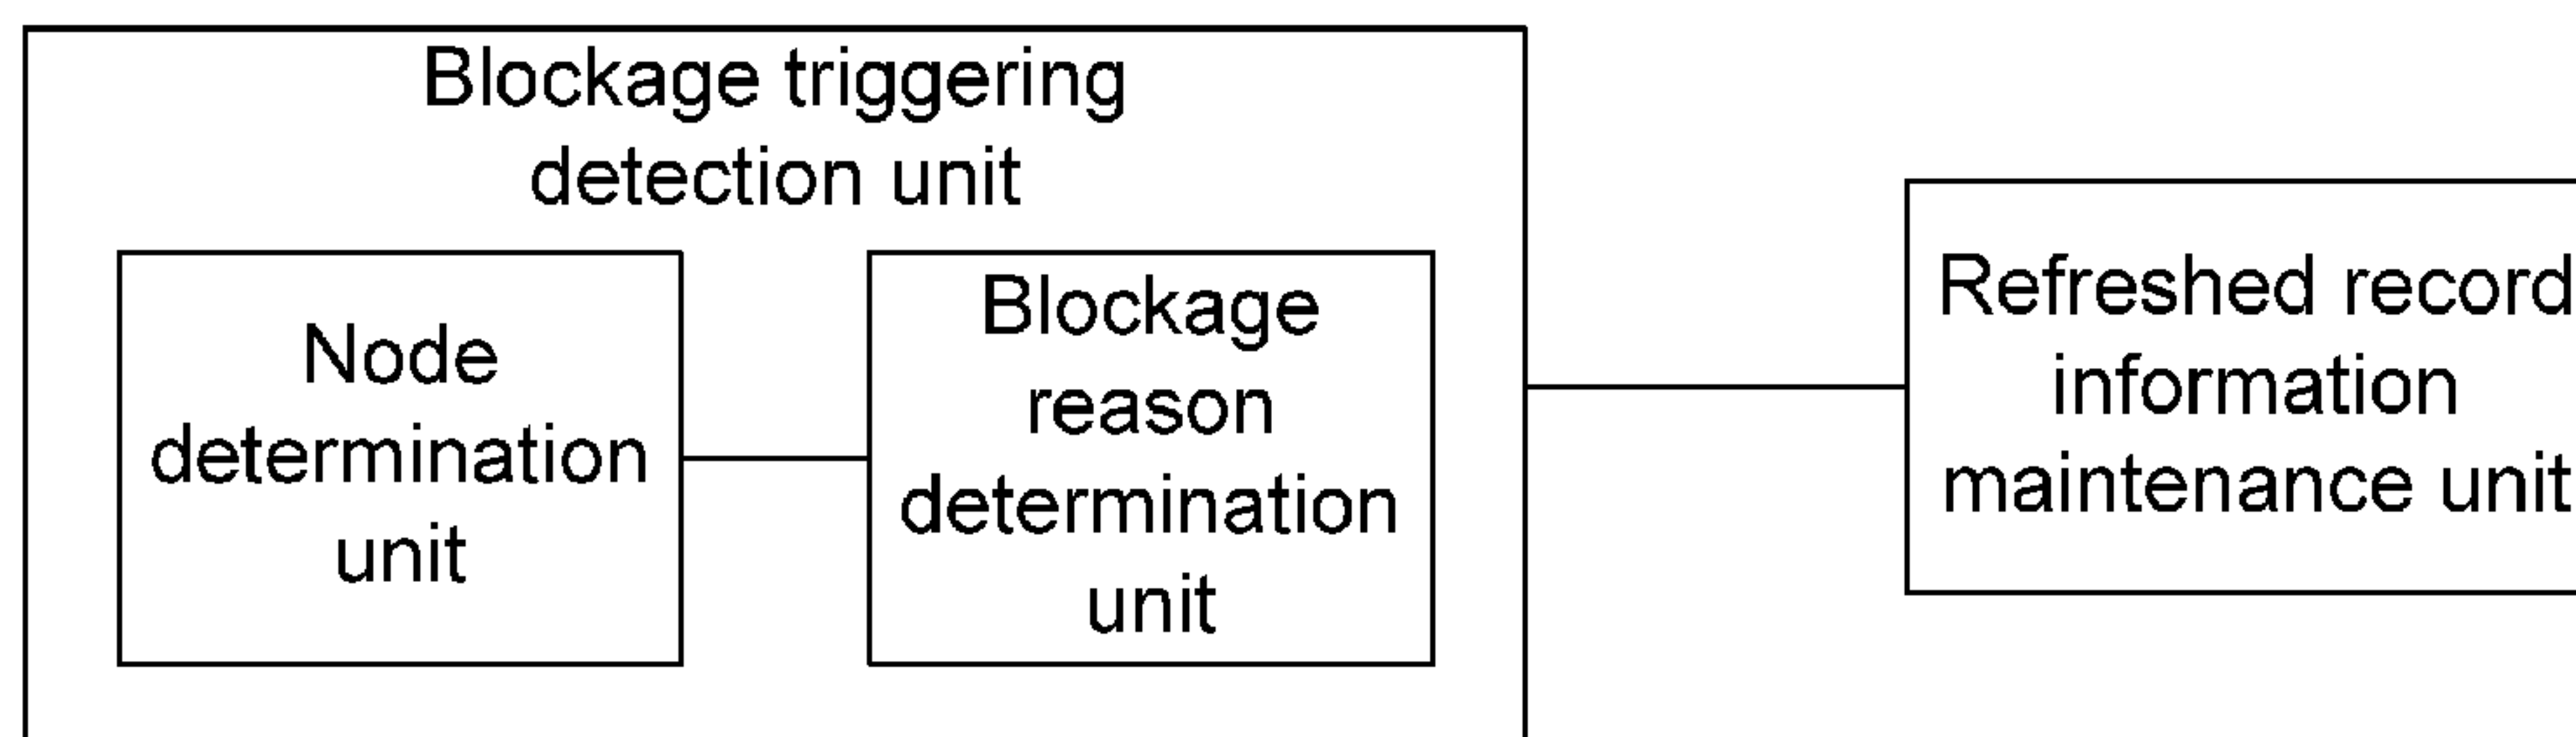 Blockage triggering
detection unit
Node
determination
unit
Blockage
reason
determination
unit
Refreshed record
information
maintenance unit